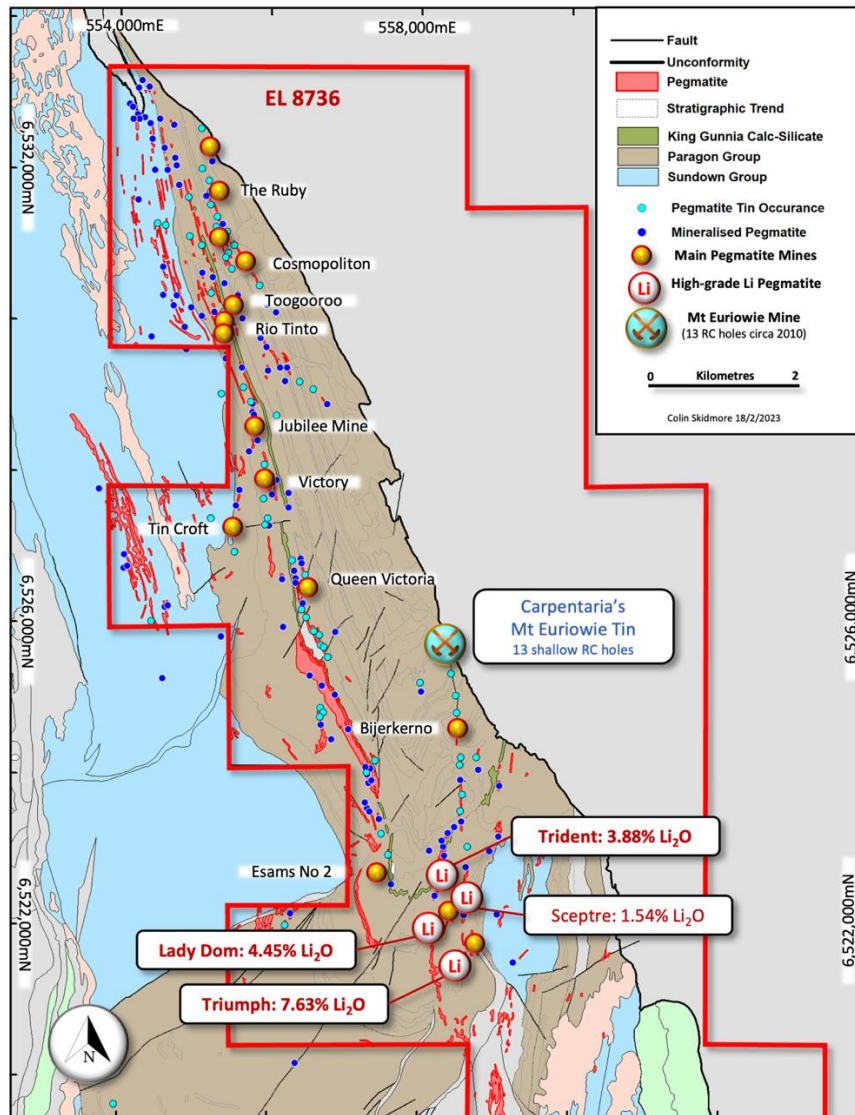 554,000mE
558,000mE
EL 8736
6,532,000mN
The Ruby
Cosmopoliton
Toogooroo
Rio Tinto
Jubilee Mine
Victory
Tin Croft
Queen Victoria
6,526,000mN
6,526,000mN
Carpentaria's
Mt Euriowie Tin
13 shallow RC holes
Bijerkerno
Trident: 3.88% Li₂O
Esams No 2
Li
Li
Sceptre: 1.54% Li₂O
6,522,000mN
6,522,000mN
Lady Dom: 4.45% Li₂O
Li
Triumph: 7.63% Li₂O
Li
N
Fault
Unconformity
Pegmatite
Stratigraphic Trend
King Gunnia Calc-Silicate
Paragon Group
Sundown Group
Pegmatite Tin Occurance
Mineralised Pegmatite
Main Pegmatite Mines
Li
High-grade Li Pegmatite
Mt Euriowie Mine
(13 RC holes circa 2010)
0 Kilometres 2
Colin Skidmore 18/2/2023